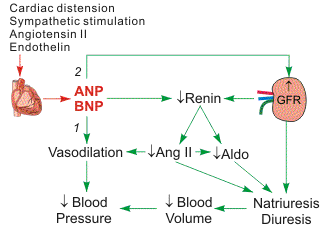 Cardiac distension
Sympathetic stimulation
Angiotensin II
Endothelin
2
ANP
BNP
1
↓Renin
↑
GFR
Vasodilation
↓Ang II
↓Aldo
↓ Blood
Pressure
↓ Blood
Volume
Natriuresis
Diuresis